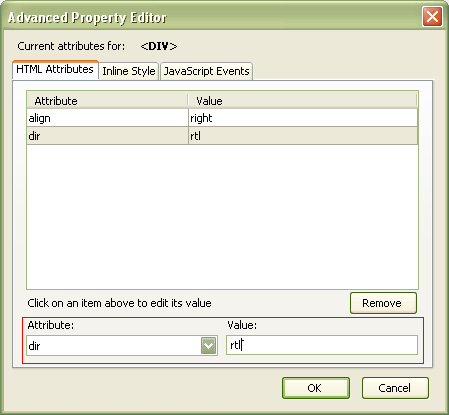 Advanced Property Editor
Current attributes for: <DIV>
HTML Attributes Inline Style JavaScript Events
Attribute Value
align right
dir rtl
Click on an item above to edit its value Remove
Attribute: Value:
dir rtl
OK Cancel